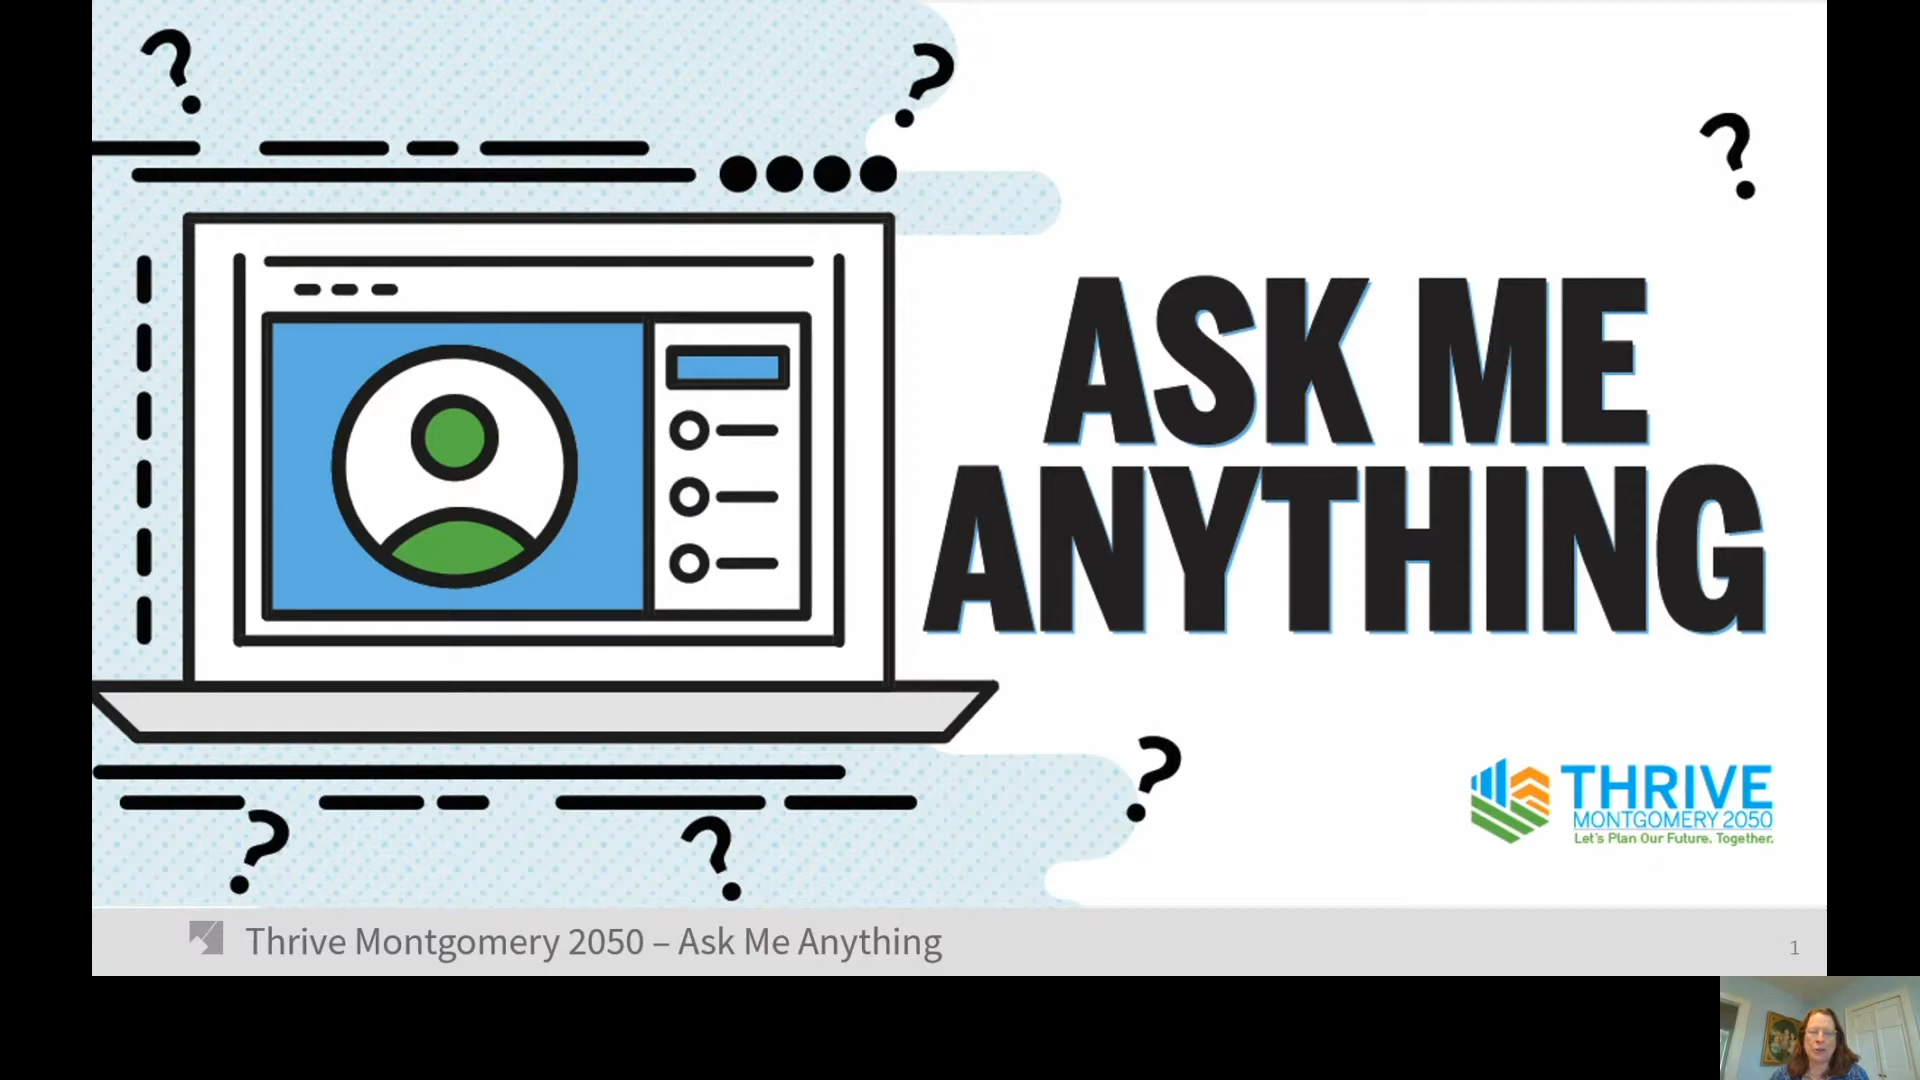 ASK ME
ANYTHING
THRIVE
MONTGOMERY 2050
Let's Plan Our Future. Together.
Thrive Montgomery 2050 – Ask Me Anything
1